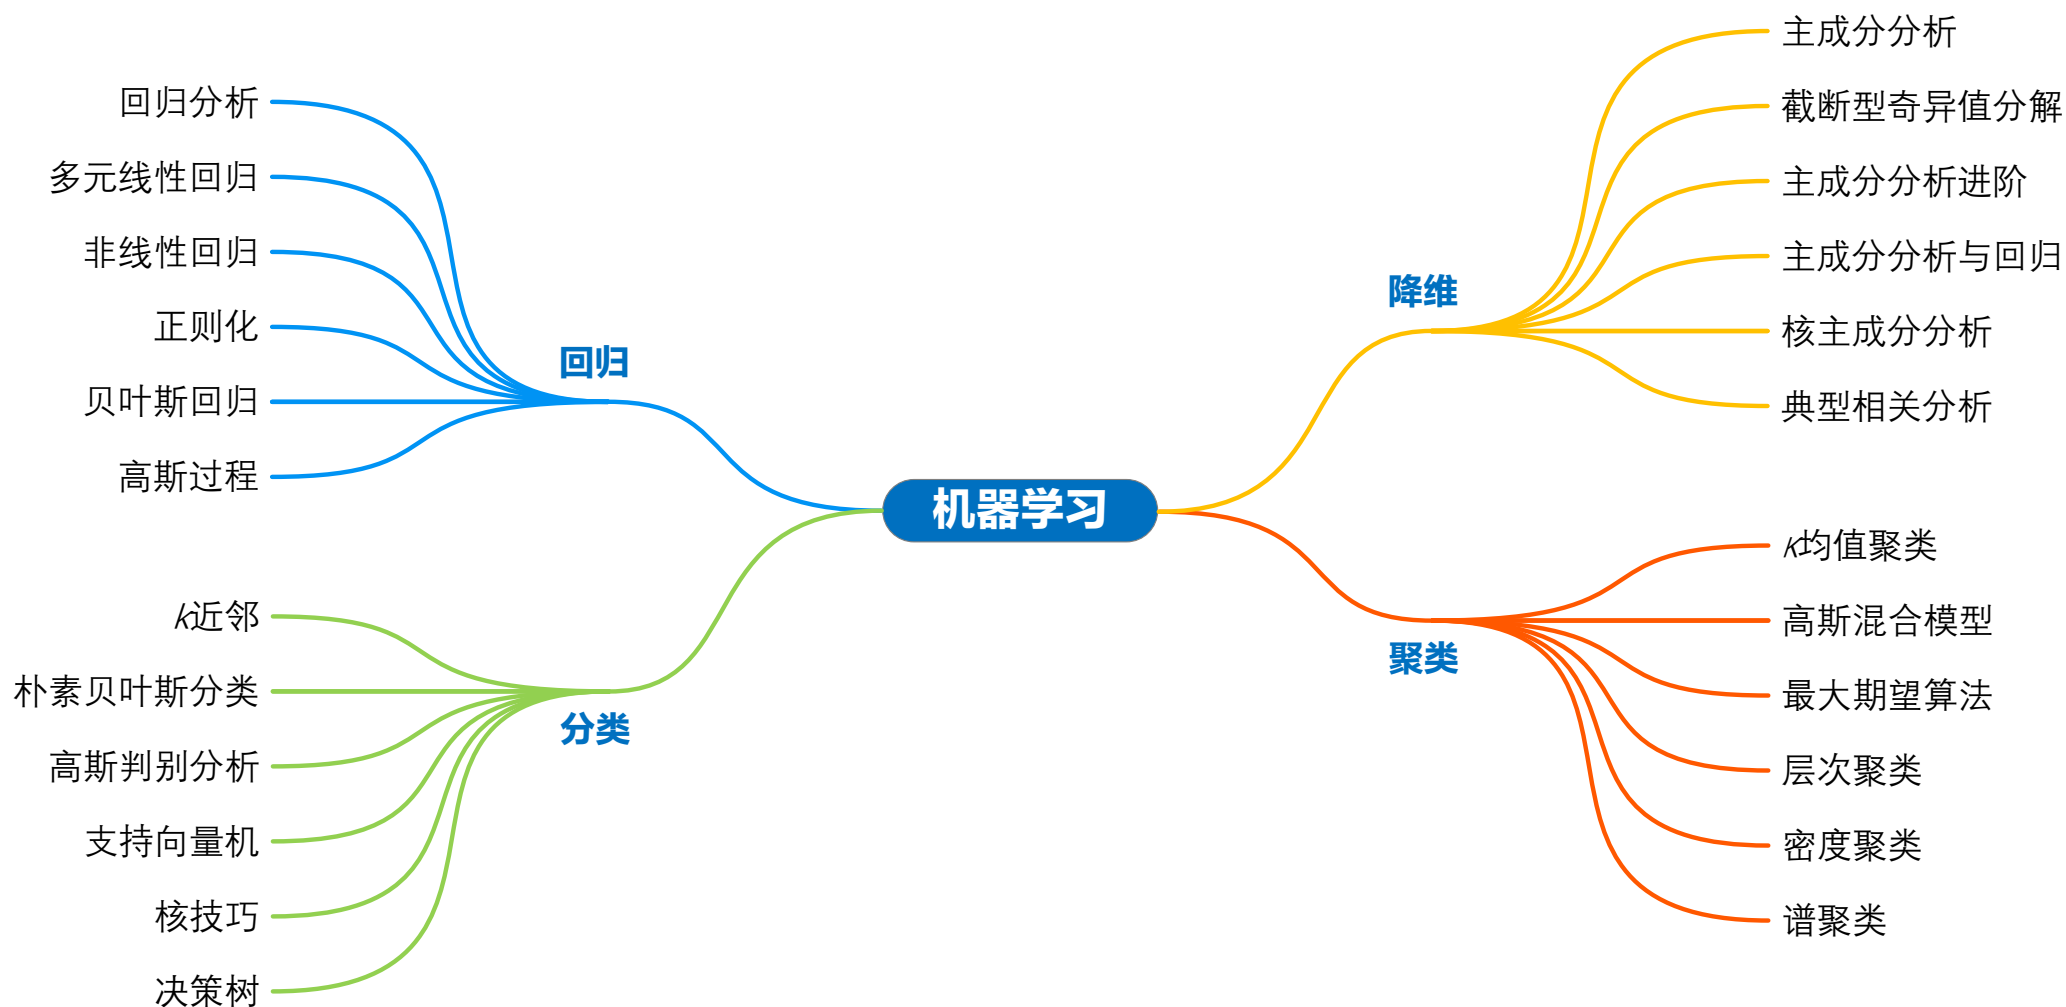 机器学习
回归
回归分析
多元线性回归
非线性回归
正则化
贝叶斯回归
高斯过程
分类
k近邻
朴素贝叶斯分类
高斯判别分析
支持向量机
核技巧
决策树
降维
主成分分析
截断型奇异值分解
主成分分析进阶
主成分分析与回归
核主成分分析
典型相关分析
聚类
k均值聚类
高斯混合模型
最大期望算法
层次聚类
密度聚类
谱聚类